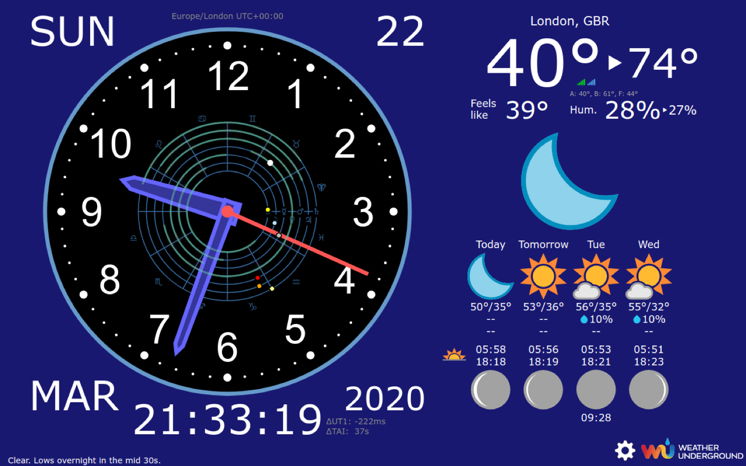 Europe/London UTC+00:00
SUN
22
12
11
1
10
2
9
3
8
4
7
5
6
MAR
2020
21:33:19
ΔUT1: -222ms
ΔTAI: 37s
Clear. Lows overnight in the mid 30s.
London, GBR
40° ▸ 74°
A: 40°, B: 61°, F: 44°
Feels like 39° Hum. 28% ▸ 27%
Today Tomorrow Tue Wed
50°/35° 53°/36° 56°/35° 55°/32°
-- -- 10% 10%
-- -- -- --
05:58 05:56 05:53 05:51
18:18 18:19 18:21 18:23
09:28
WEATHER
UNDERGROUND